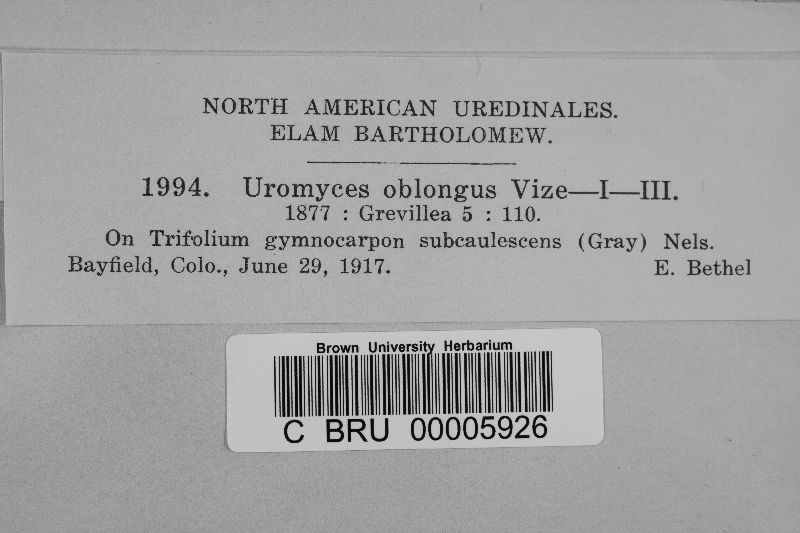 NORTH AMERICAN UREDINALES.
ELAM BARTHOLOMEW.
1994. Uromyces oblongus Vize—I—III.
1877 : Grevillea 5 : 110.
On Trifolium gymnocarpon subcaulescens (Gray) Nels.
Bayfield, Colo., June 29, 1917. E. Bethel
Brown University Herbarium
C BRU 00005926